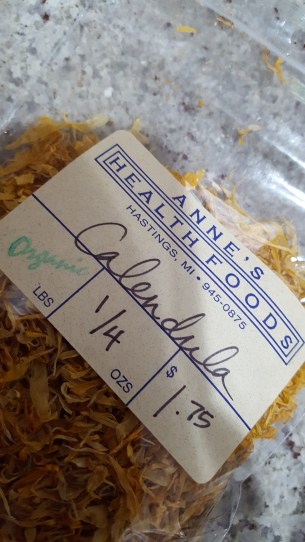 ANNE'S
HEALTH FOODS
HASTINGS, MI • 945-0875
Organic
Calendula
LBS
1/4
OZS
$
1.75